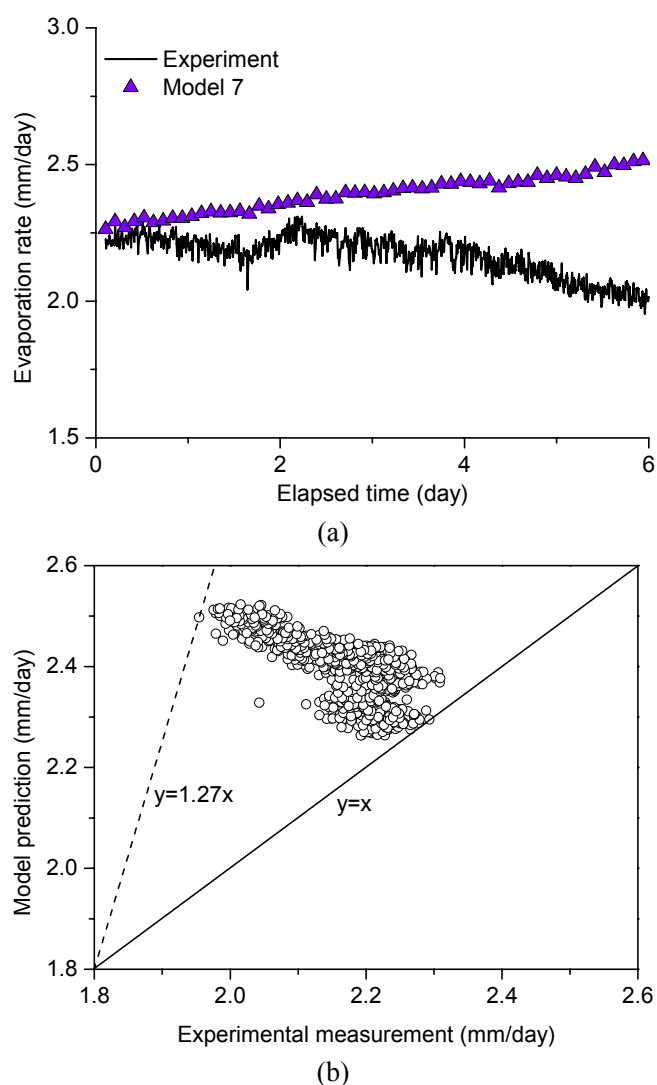 3.0
Experiment
Model 7
2.5
2.0
1.5
Evaporation rate (mm/day)
0 2 4 6
Elapsed time (day)
(a)
2.6
2.4
2.2
2.0
1.8
Model prediction (mm/day)
y=1.27x
y=x
1.8 2.0 2.2 2.4 2.6
Experimental measurement (mm/day)
(b)